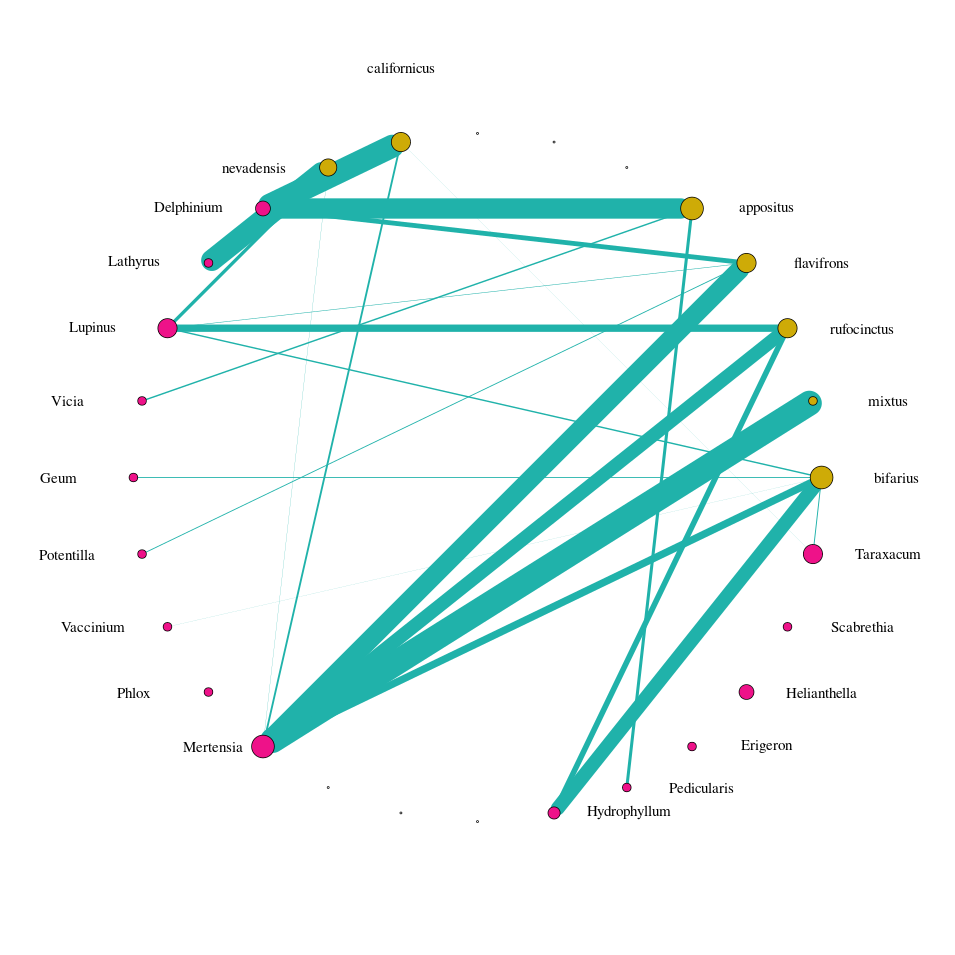 californicus
nevadensis
Delphinium
appositus
Lathyrus
flavifrons
Lupinus
rufocinctus
Vicia
mixtus
Geum
bifarius
Potentilla
Taraxacum
Vaccinium
Scabrethia
Phlox
Helianthella
Mertensia
Erigeron
Pedicularis
Hydrophyllum